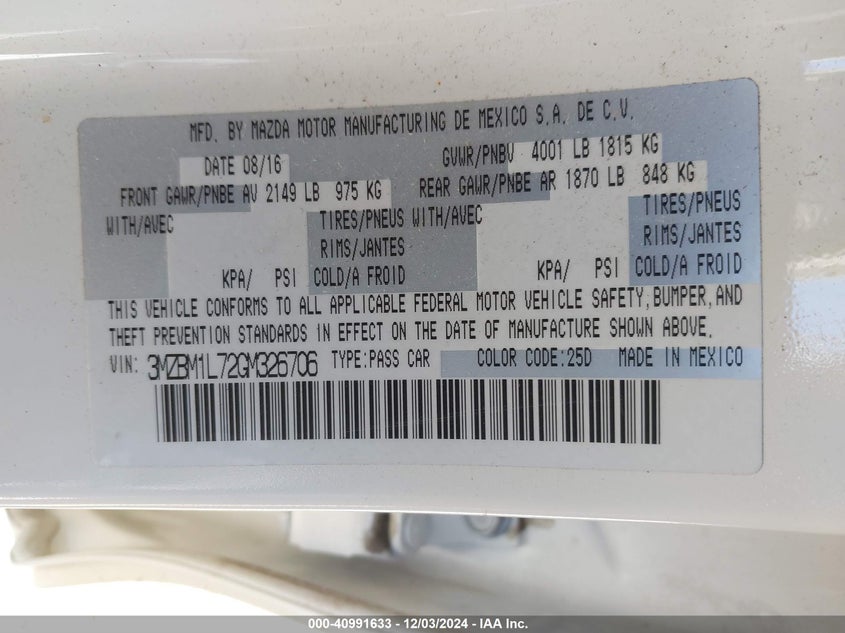 MFD. BY MAZDA MOTOR MANUFACTURING DE MEXICO S.A. DE C.V.
DATE 08/16 GVWR/PNBV 4001 LB 1815 KG
FRONT GAWR/PNBE AV 2149 LB 975 KG REAR GAWR/PNBE AR 1870 LB 848 KG
WITH/AVEC TIRES/PNEUS WITH/AVEC TIRES/PNEUS
RIMS/JANTES RIMS/JANTES
KPA/ PSI COLD/A FROID KPA/ PSI COLD/A FROID
THIS VEHICLE CONFORMS TO ALL APPLICABLE FEDERAL MOTOR VEHICLE SAFETY, BUMPER, AND
THEFT PREVENTION STANDARDS IN EFFECT ON THE DATE OF MANUFACTURE SHOWN ABOVE.
VIN: 3MZBM1L72GM326706 TYPE:PASS CAR COLOR CODE:25D MADE IN MEXICO
000-40991633 - 12/03/2024 - IAA Inc.